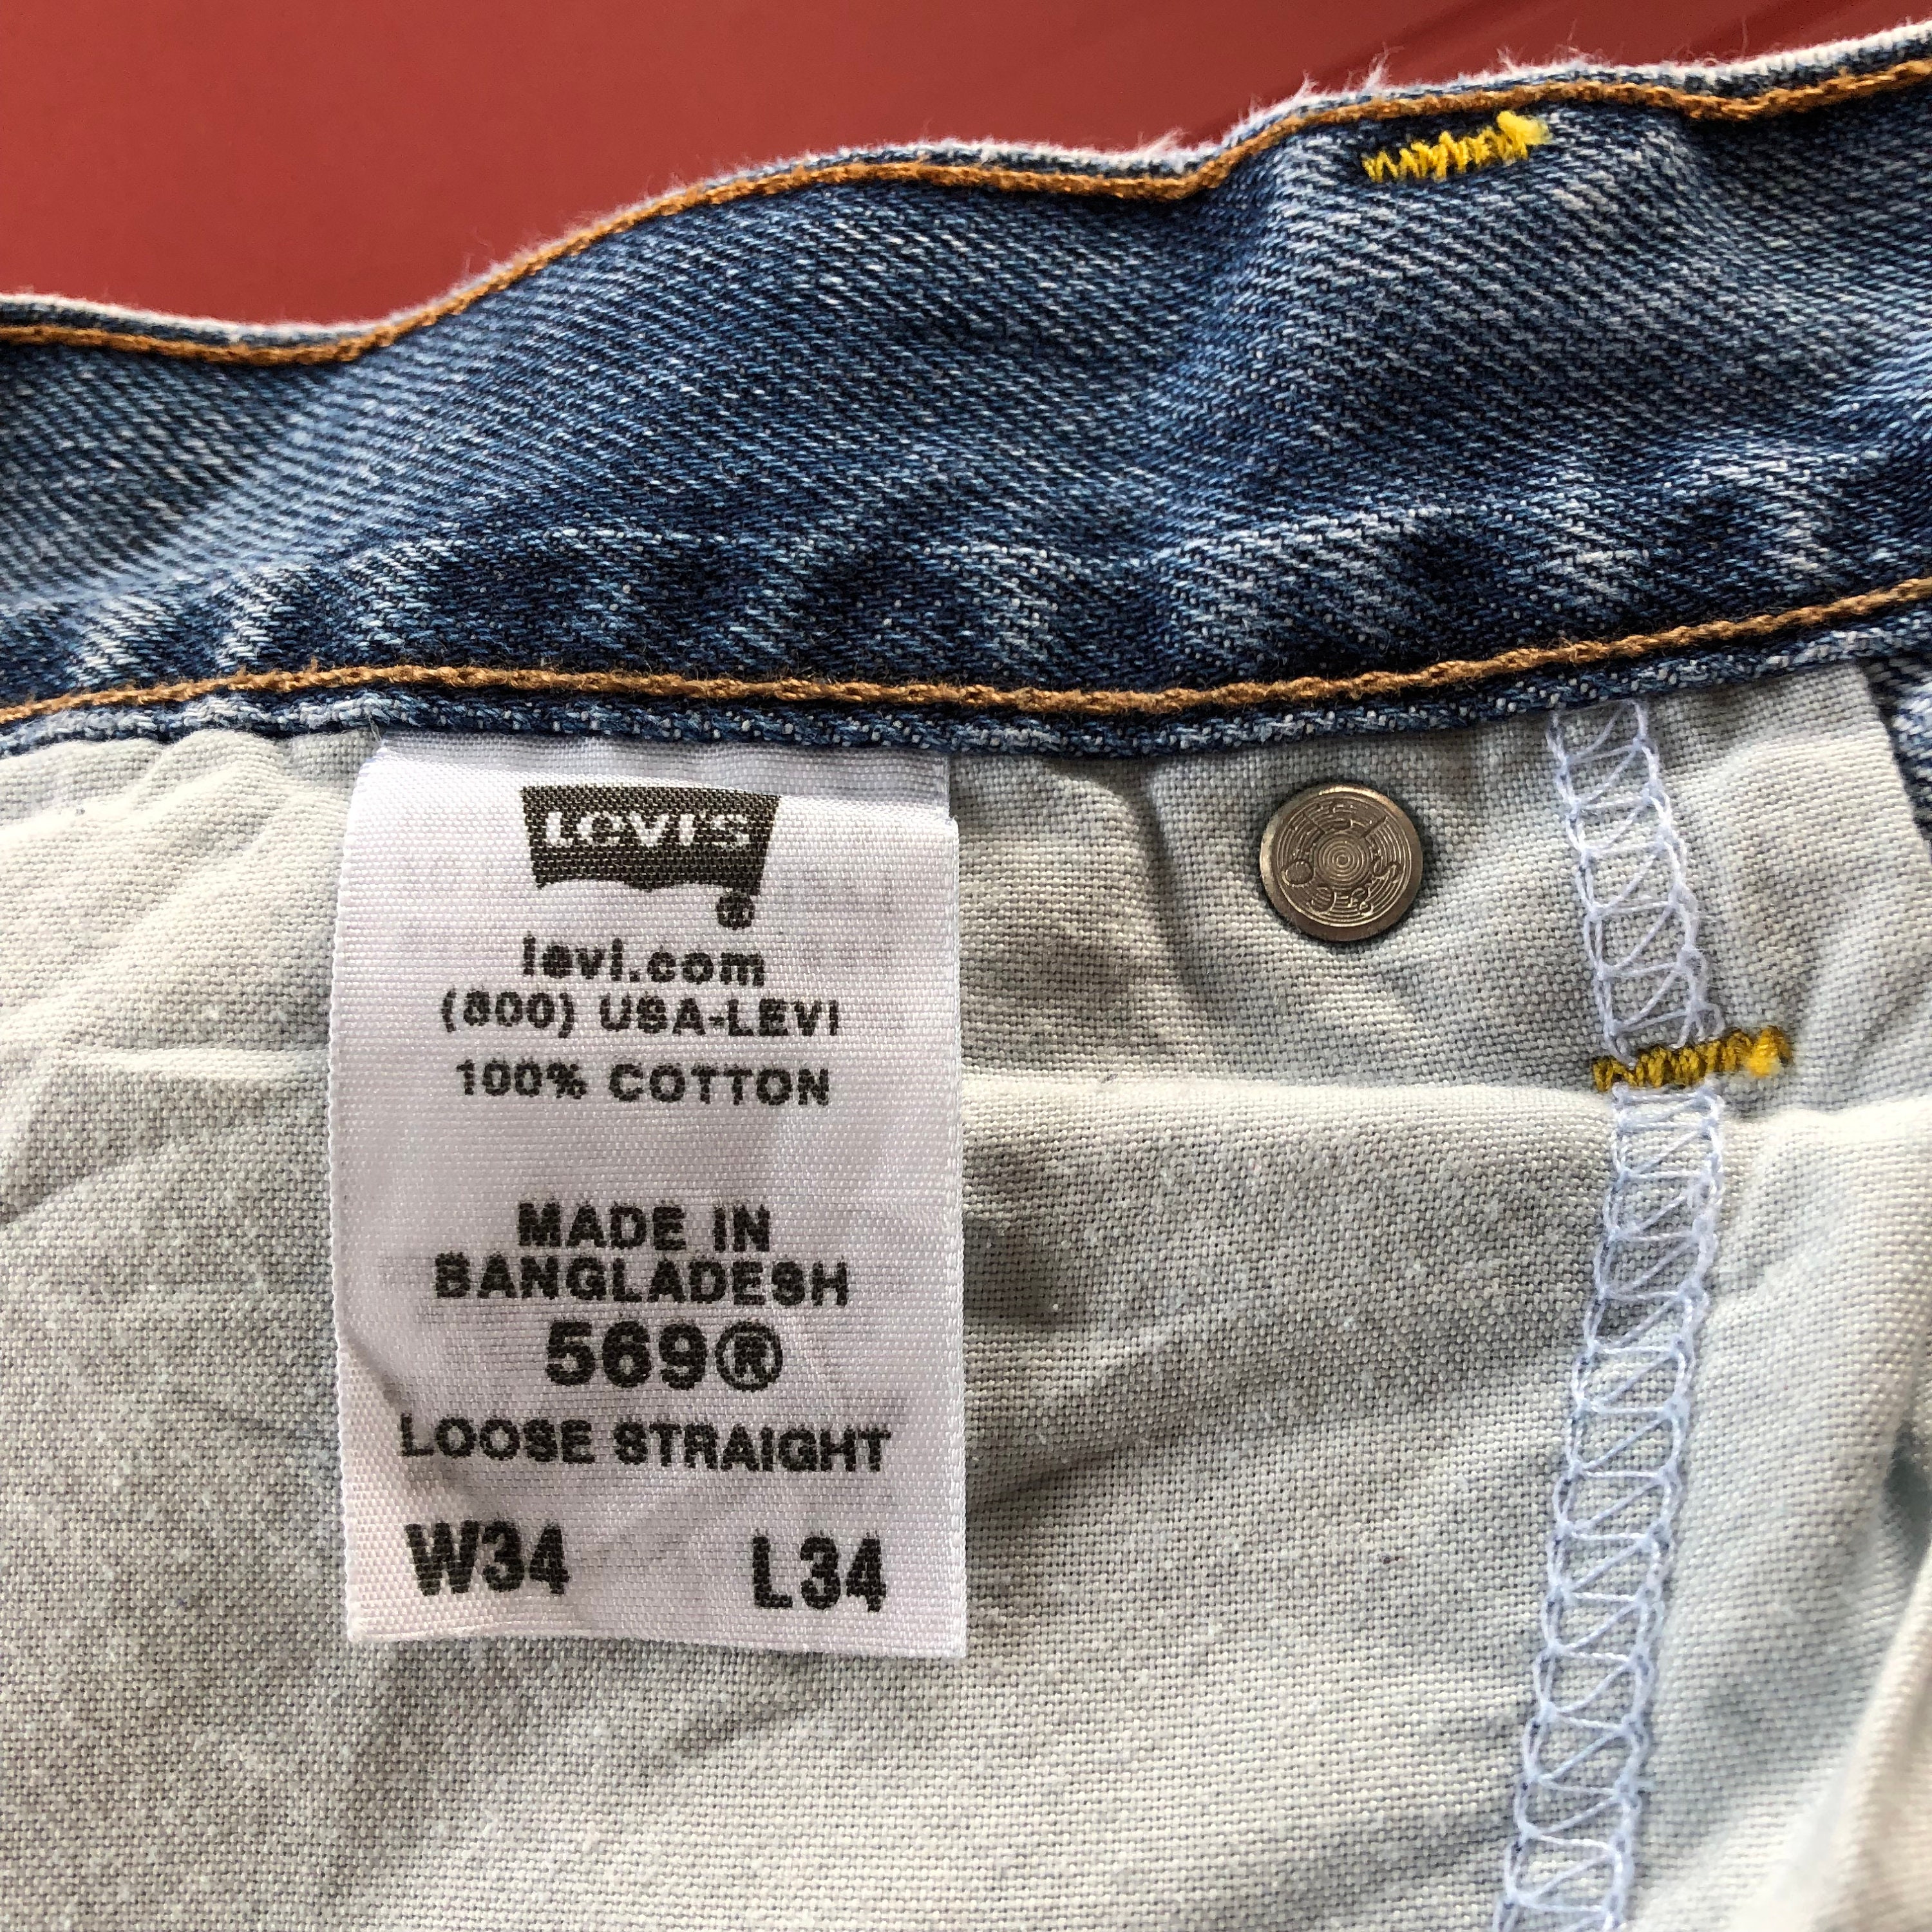 Levi's
®
levi.com
(800) USA-LEVI
100% COTTON
MADE IN
BANGLADESH
569®
LOOSE STRAIGHT
W34 L34